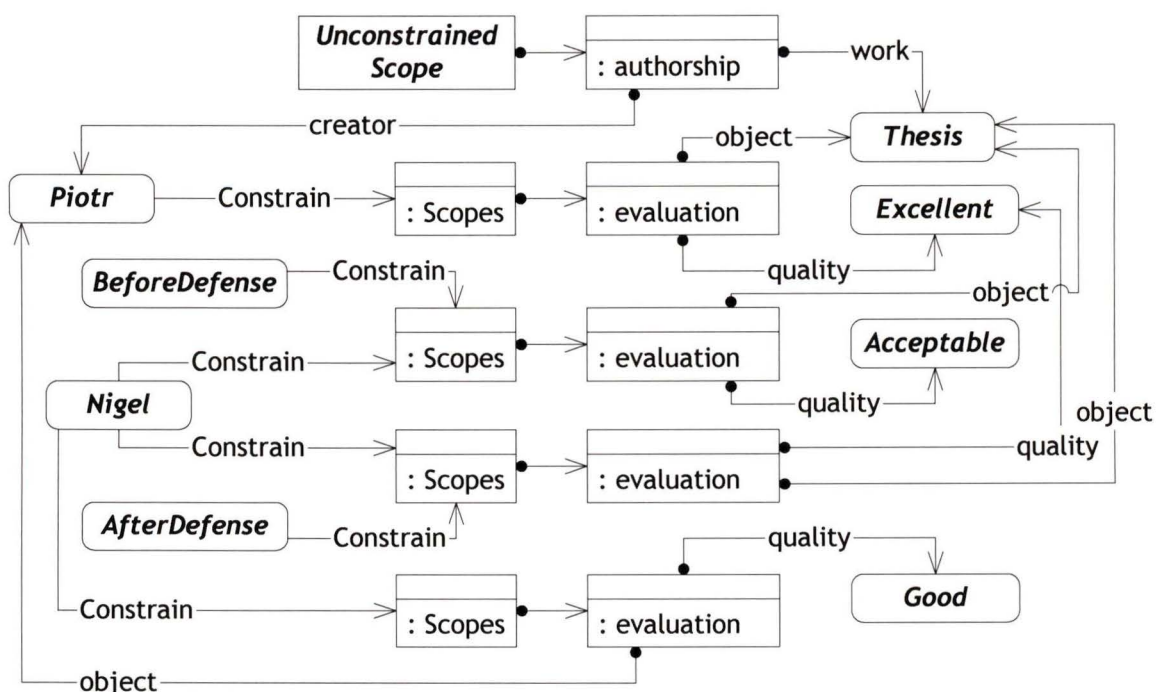 Unconstrained
Scope
: authorship
work
creator
object
Thesis
Piotr
Constrain
: Scopes
: evaluation
Excellent
BeforeDefense
Constrain
quality
object
Constrain
: Scopes
: evaluation
Acceptable
Nigel
quality
object
Constrain
quality
: Scopes
: evaluation
AfterDefense
Constrain
quality
Constrain
: Scopes
: evaluation
Good
object